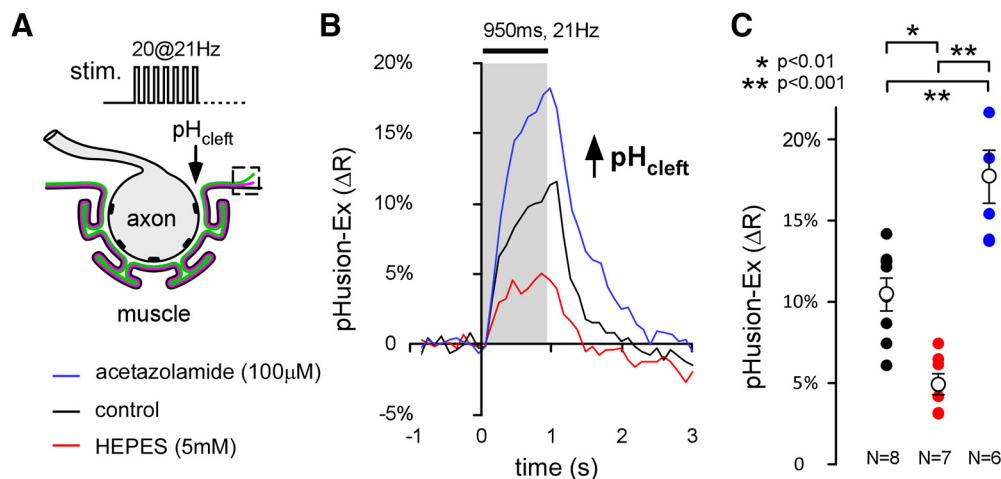 A
20@21Hz
stim.
pHcleft
axon
muscle
acetazolamide (100µM)
control
HEPES (5mM)
B
950ms, 21Hz
pHusion-Ex (ΔR)
20%
15%
10%
5%
0
-5%
pHcleft
-1
0
1
2
3
time (s)
C
* p<0.01
** p<0.001
*
**
**
pHusion-Ex (ΔR)
20%
15%
10%
5%
0
N=8 N=7 N=6